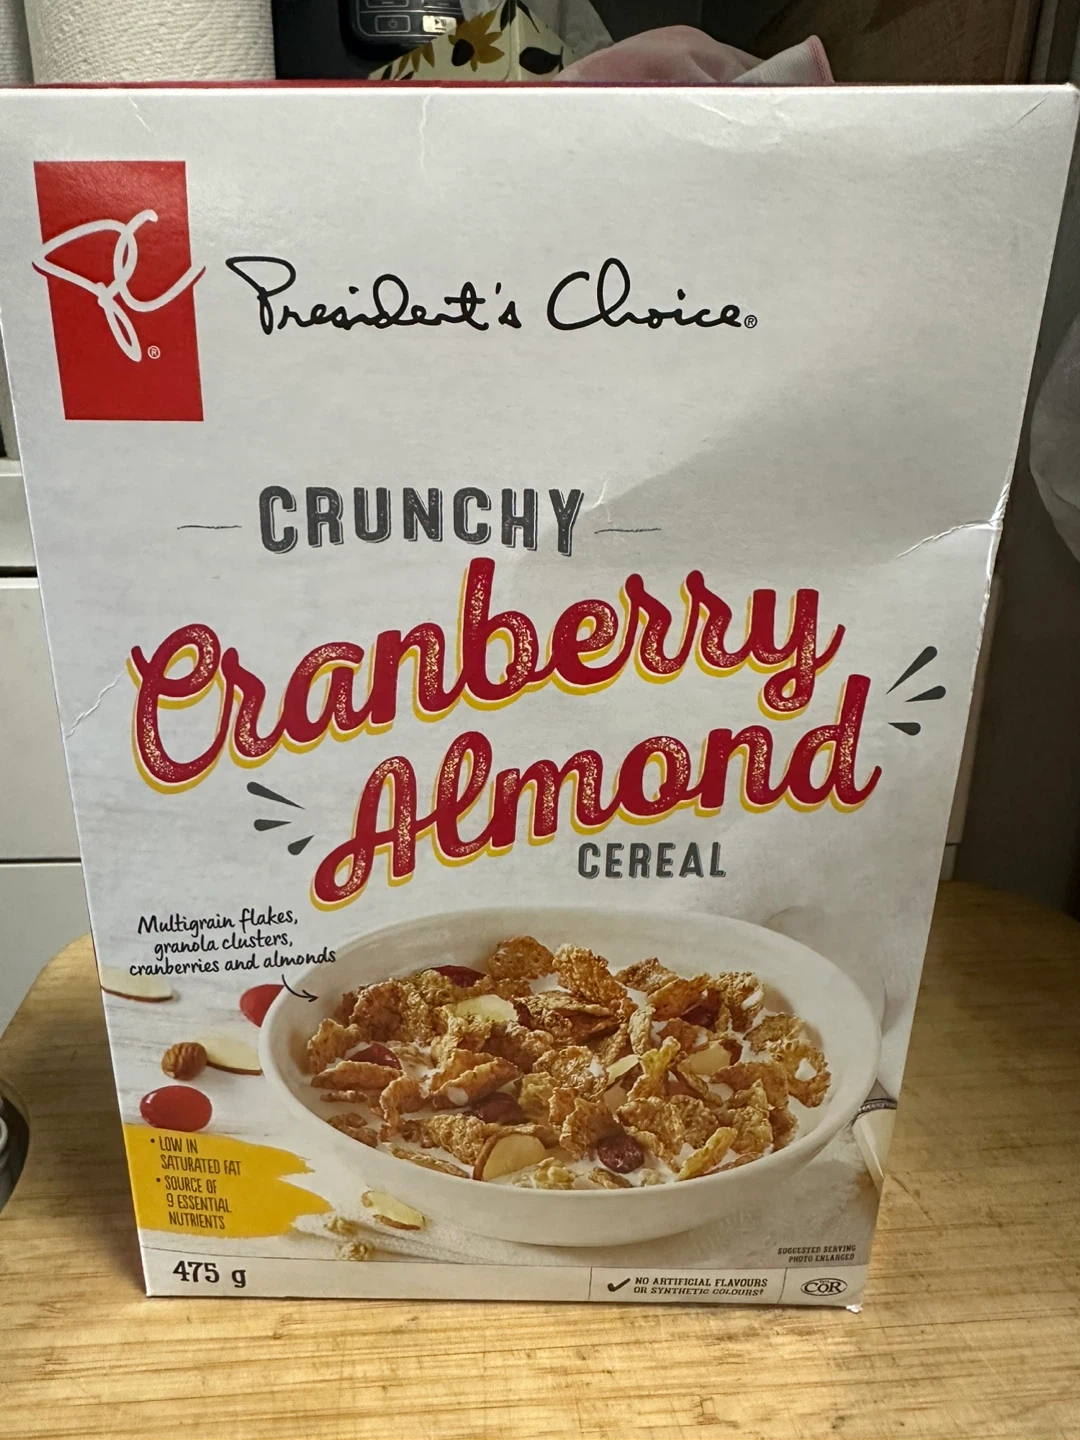 PC®
President's Choice®
CRUNCHY
Cranberry
Almond
CEREAL
Multigrain flakes,
granola clusters,
cranberries and almonds
• LOW IN
SATURATED FAT
• SOURCE OF
9 ESSENTIAL
NUTRIENTS
475 g
SUGGESTED SERVING
PHOTO ENLARGED
NO ARTIFICIAL FLAVOURS
OR SYNTHETIC COLOURS†
COR